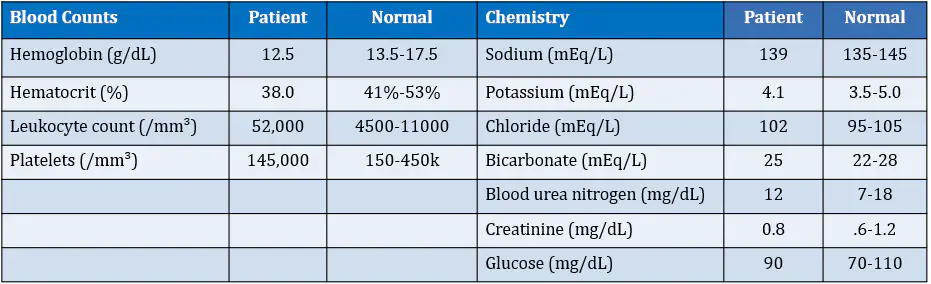 Blood Counts Patient Normal Chemistry Patient Normal
Hemoglobin (g/dL) 12.5 13.5-17.5 Sodium (mEq/L) 139 135-145
Hematocrit (%) 38.0 41%-53% Potassium (mEq/L) 4.1 3.5-5.0
Leukocyte count (/mm³) 52,000 4500-11000 Chloride (mEq/L) 102 95-105
Platelets (/mm³) 145,000 150-450k Bicarbonate (mEq/L) 25 22-28
Blood urea nitrogen (mg/dL) 12 7-18
Creatinine (mg/dL) 0.8 .6-1.2
Glucose (mg/dL) 90 70-110